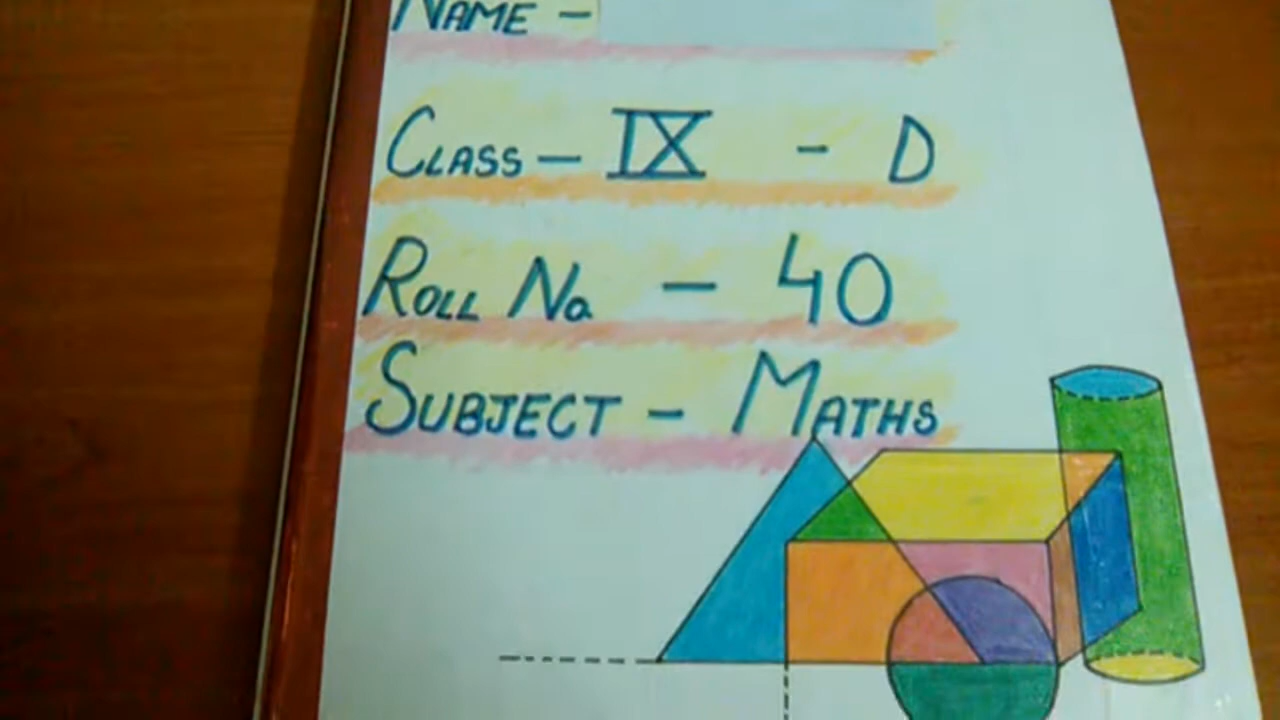 NAME -
CLASS - IX - D
ROLL No - 40
SUBJECT - MATHS